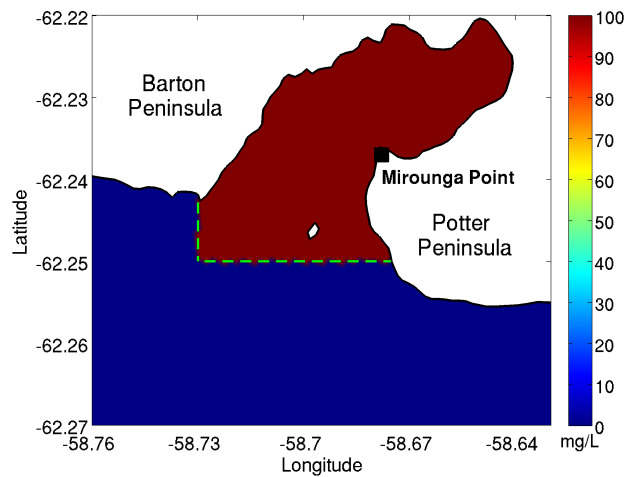 -62.22
-62.23
-62.24
-62.25
-62.26
-62.27
Latitude
-58.76
-58.73
-58.7
-58.67
-58.64
Longitude
Barton
Peninsula
Mirounga Point
Potter
Peninsula
100
90
80
70
60
50
40
30
20
10
0
mg/L